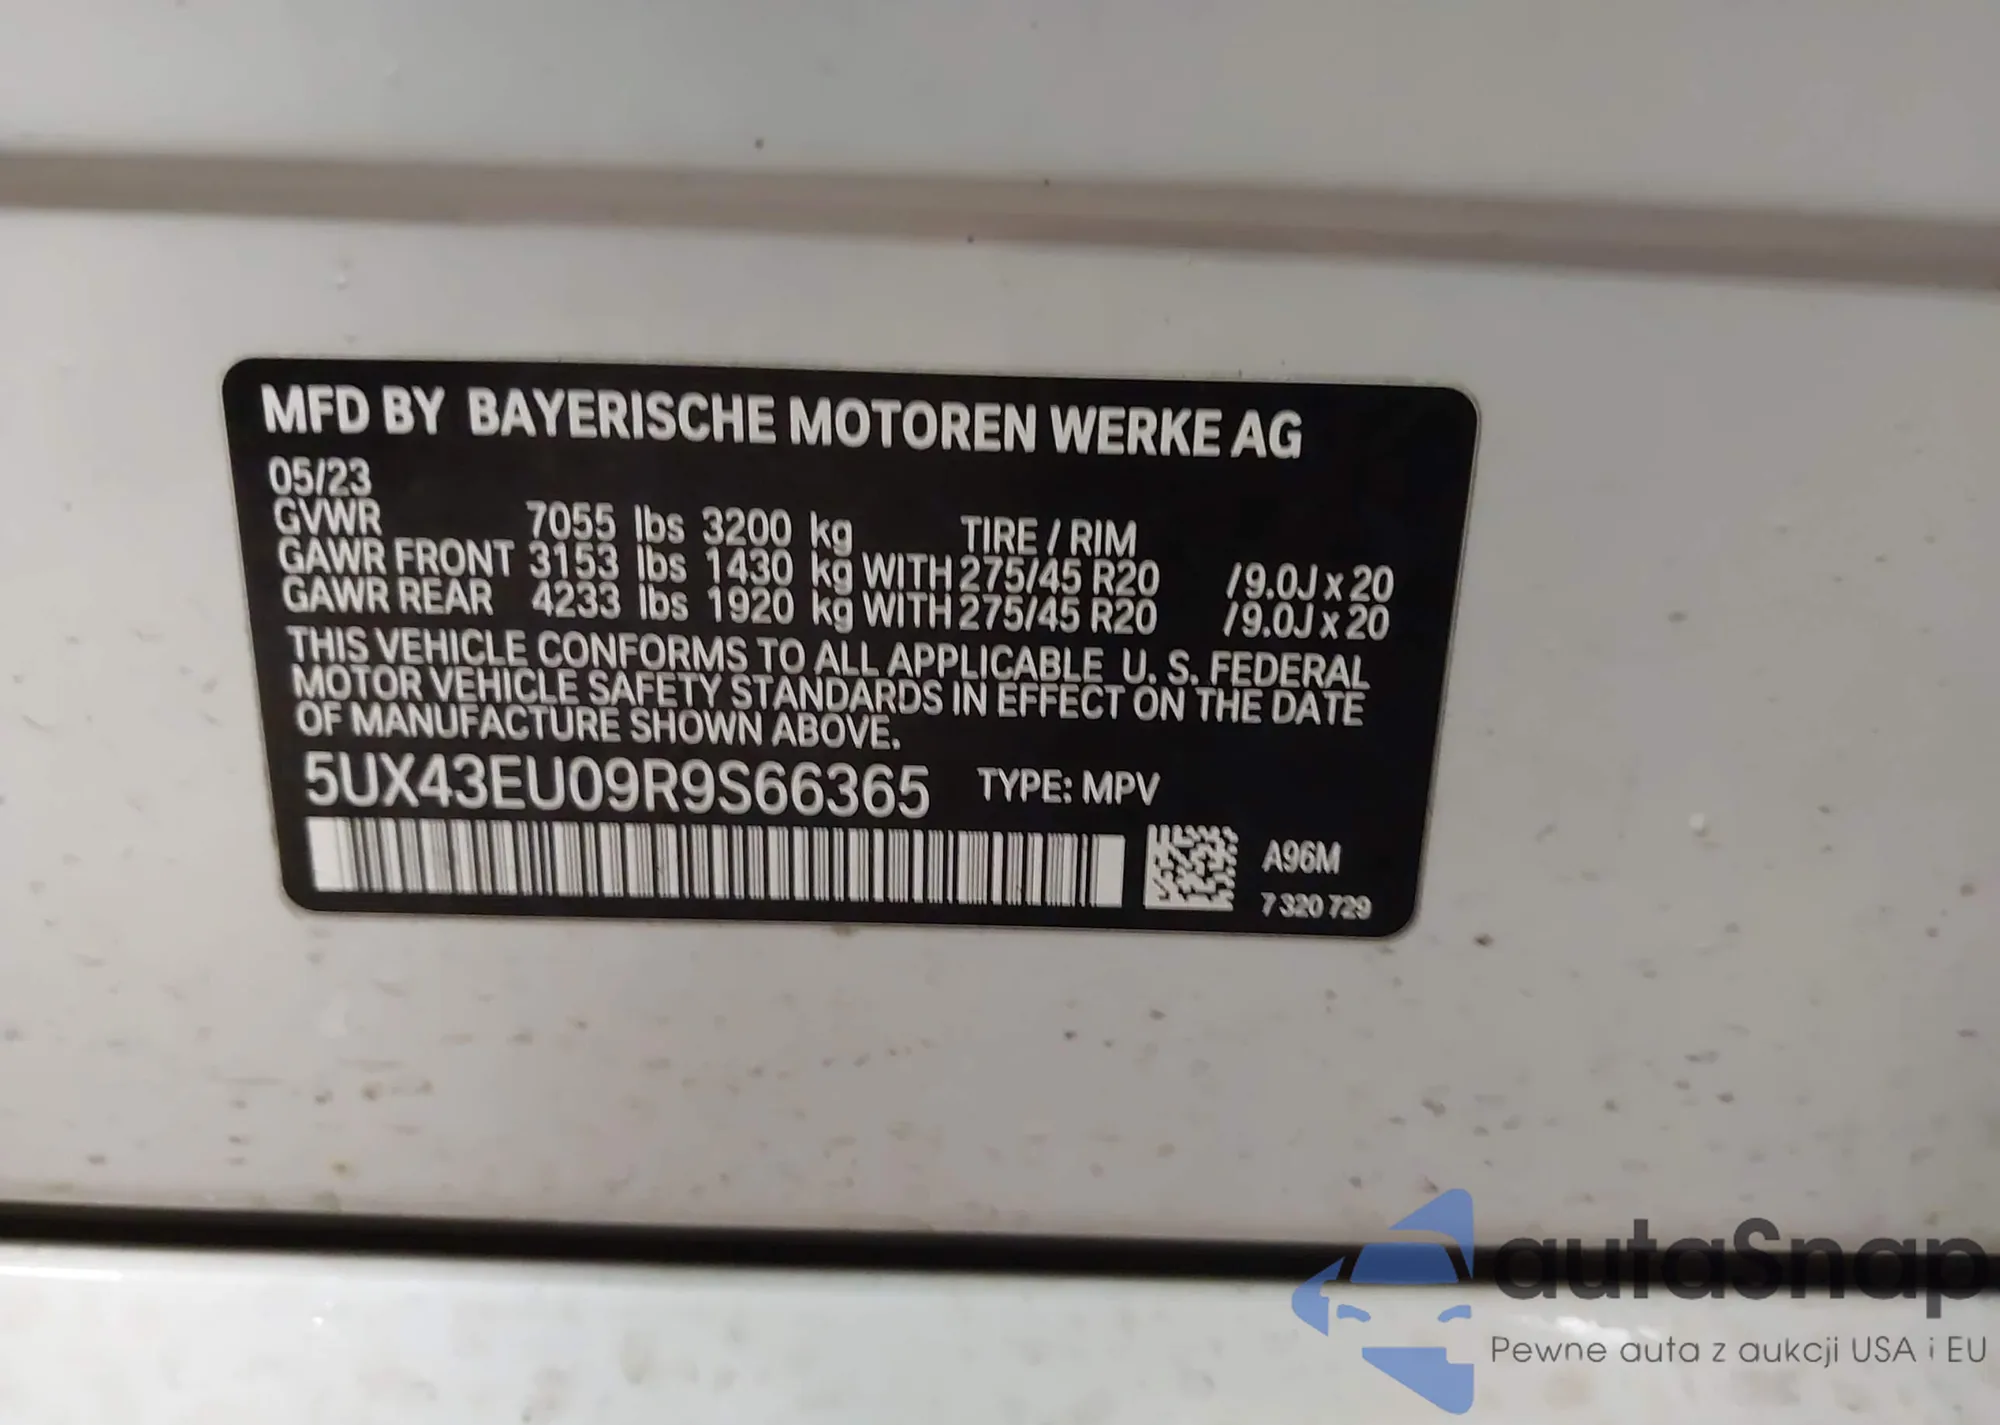 MFD BY BAYERISCHE MOTOREN WERKE AG
05/23
GVWR 7055 lbs 3200 kg TIRE / RIM
GAWR FRONT 3153 lbs 1430 kg WITH 275/45 R20 /9.0J x 20
GAWR REAR 4233 lbs 1920 kg WITH 275/45 R20 /9.0J x 20
THIS VEHICLE CONFORMS TO ALL APPLICABLE U. S. FEDERAL
MOTOR VEHICLE SAFETY STANDARDS IN EFFECT ON THE DATE
OF MANUFACTURE SHOWN ABOVE.
5UX43EU09R9S66365 TYPE: MPV
A96M
7 320 729
autaSnap
Pewne auta z aukcji USA i EU